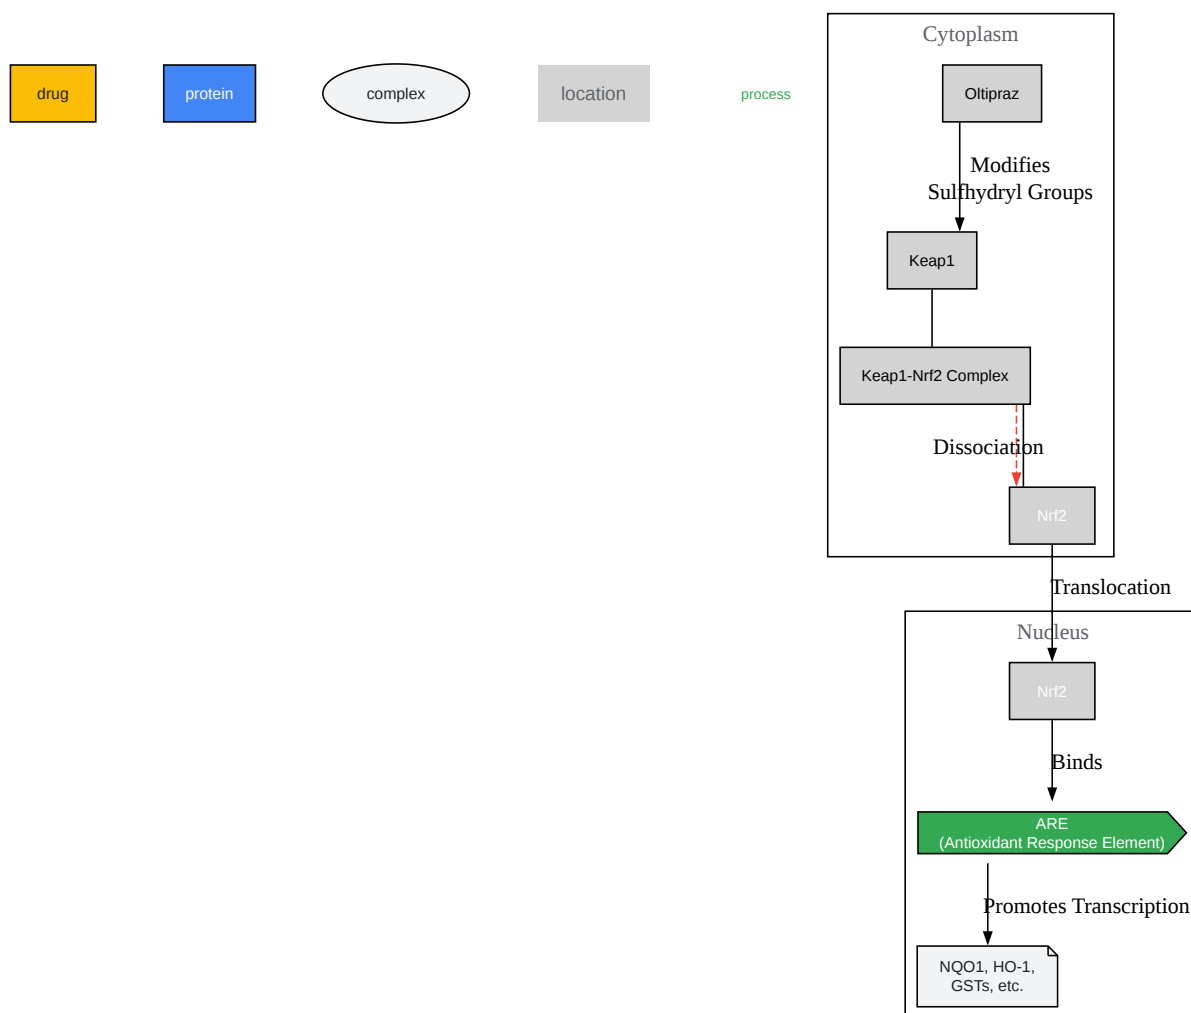 Cytoplasm
drug
protein
complex
location
process
Oltipraz
Modifies
Sulfhydryl Groups
Keap1
Keap1-Nrf2 Complex
Dissociation
Nrf2
Translocation
Nucleus
Nrf2
Binds
ARE
(Antioxidant Response Element)
Promotes Transcription
NQO1, HO-1,
GSTs, etc.